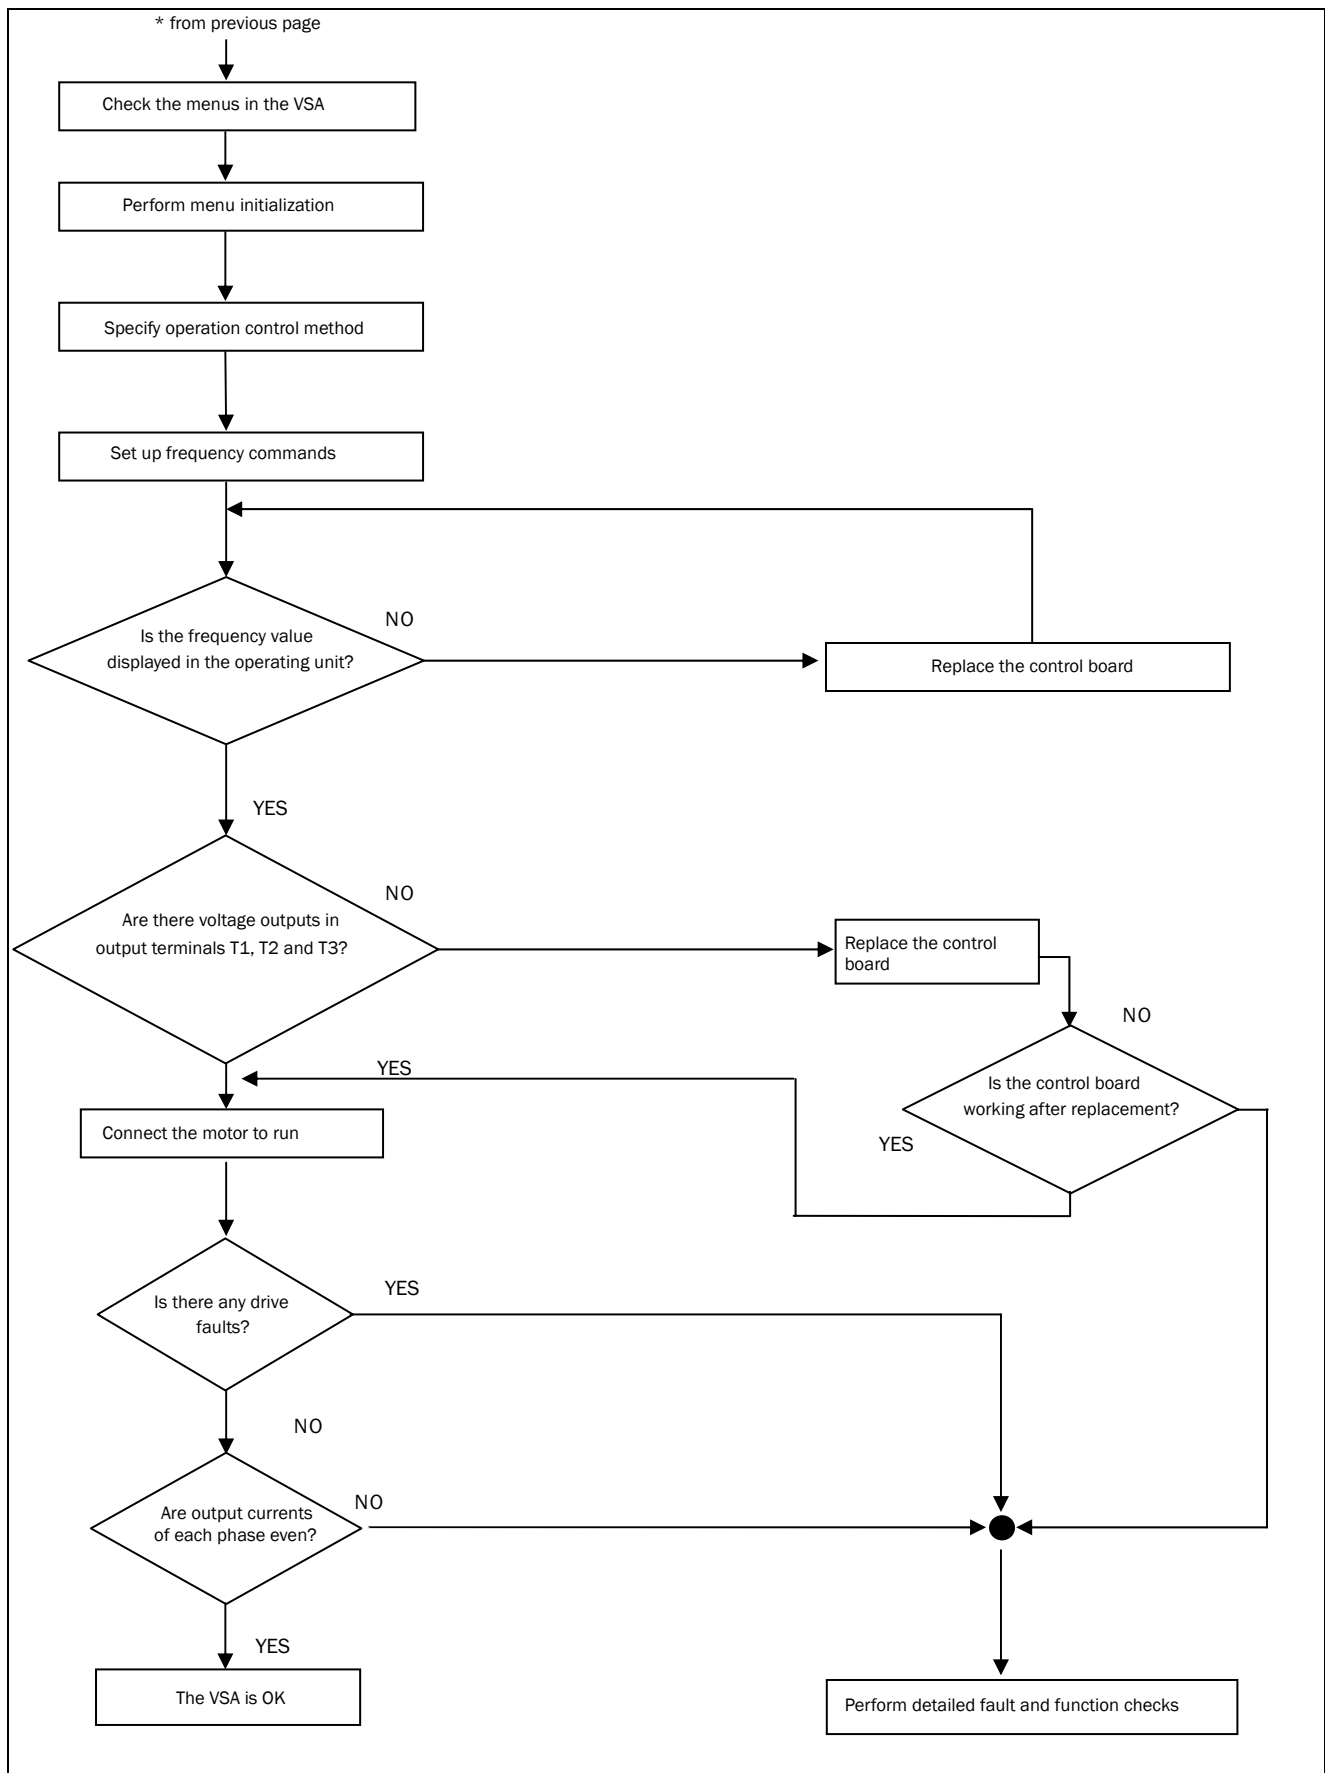 * from previous page
Check the menus in the VSA
Perform menu initialization
Specify operation control method
Set up frequency commands
NO
Is the frequency value
displayed in the operating unit?
Replace the control board
YES
NO
Are there voltage outputs in
output terminals T1, T2 and T3?
Replace the control
board
NO
YES
Is the control board
working after replacement?
Connect the motor to run
YES
YES
Is there any drive
faults?
NO
NO
Are output currents
of each phase even?
YES
The VSA is OK
Perform detailed fault and function checks